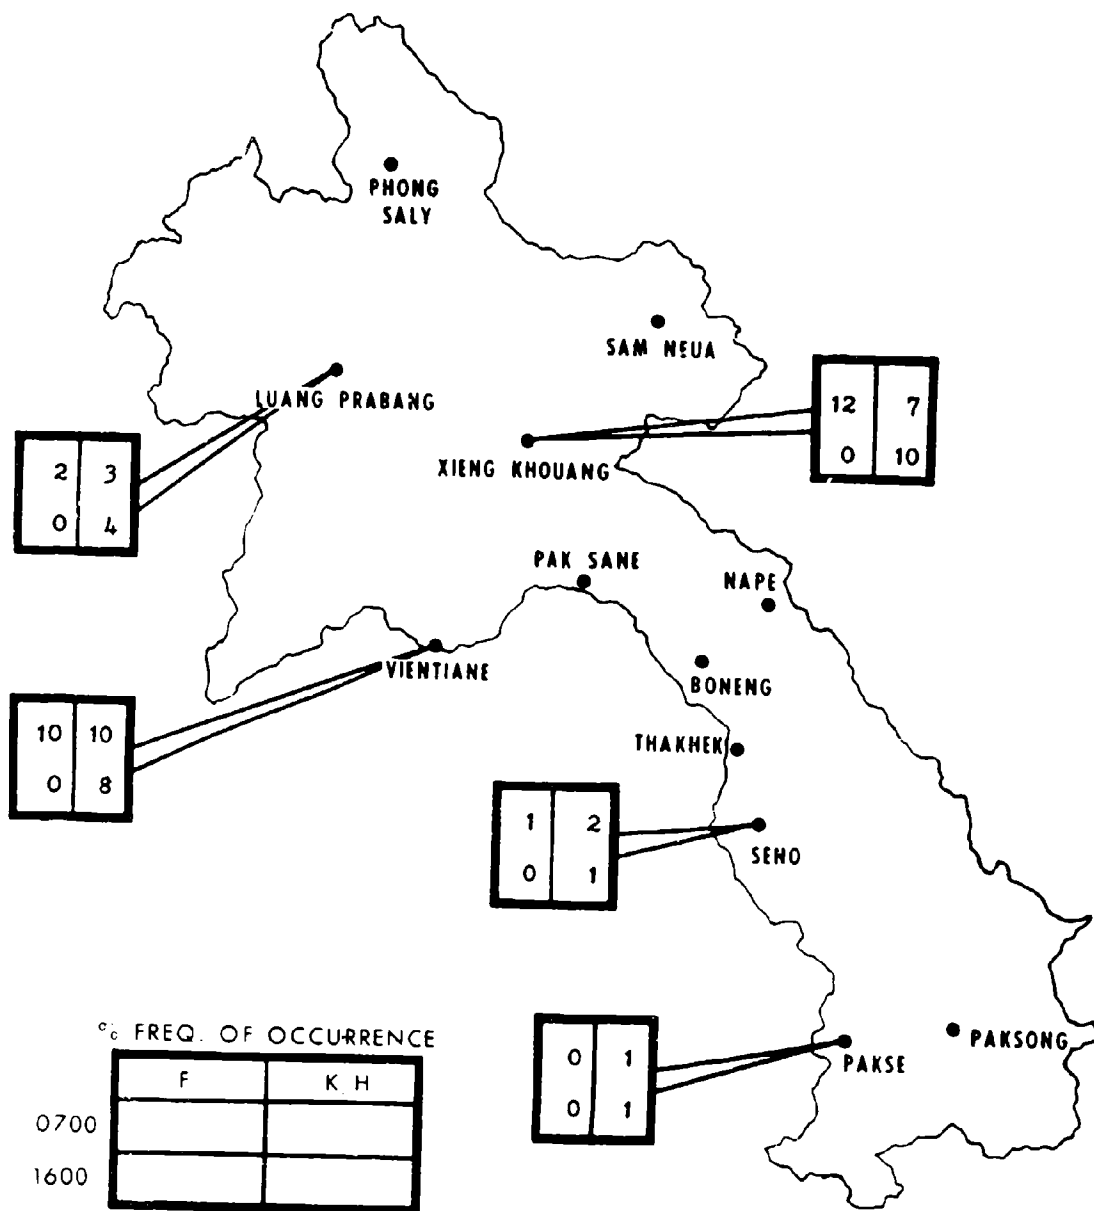 PHONG
SALY
SAM NEUA
LUANG PRABANG
12 7
0 10
XIENG KHOUANG
2 3
0 4
PAK SANE
NAPE
VIENTIANE
BONENG
10 10
0 8
THAKHEK
1 2
0 1
SENO
% FREQ. OF OCCURRENCE
0 1
0 1
PAKSE
PAKSONG
F K H
0700
1600